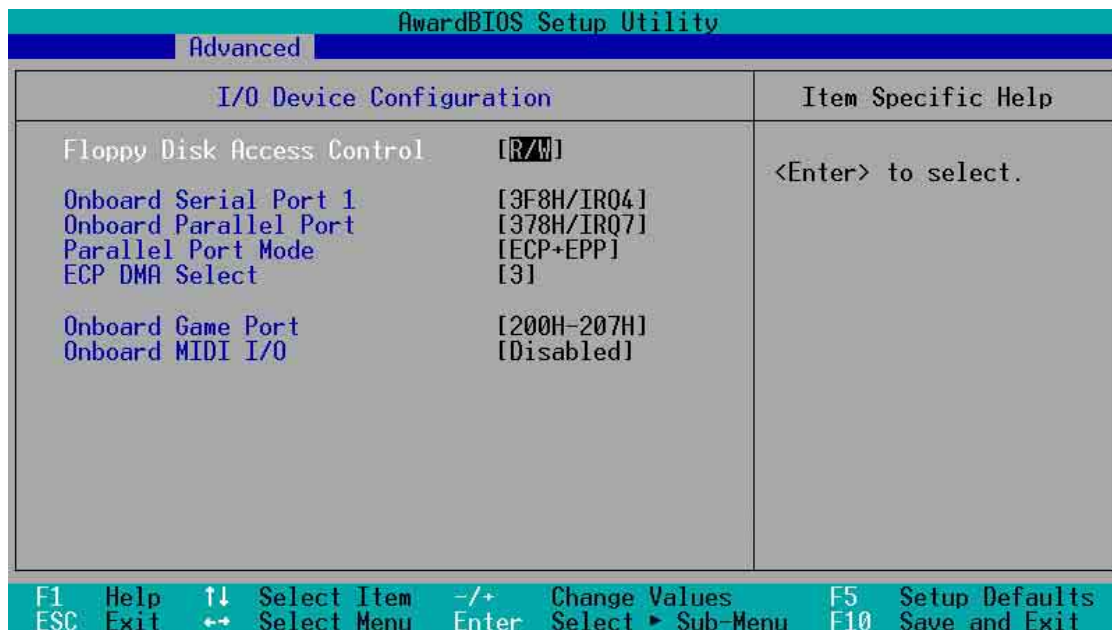 AwardBIOS Setup Utility
Advanced
I/O Device Configuration
Item Specific Help
Floppy Disk Access Control [R/W]
<Enter> to select.
Onboard Serial Port 1 [3F8H/IRQ4]
Onboard Parallel Port [378H/IRQ7]
Parallel Port Mode [ECP+EPP]
ECP DMA Select [3]
Onboard Game Port [200H-207H]
Onboard MIDI I/O [Disabled]
F1 Help ↑↓ Select Item -/+ Change Values F5 Setup Defaults
ESC Exit ←→ Select Menu Enter Select ► Sub-Menu F10 Save and Exit